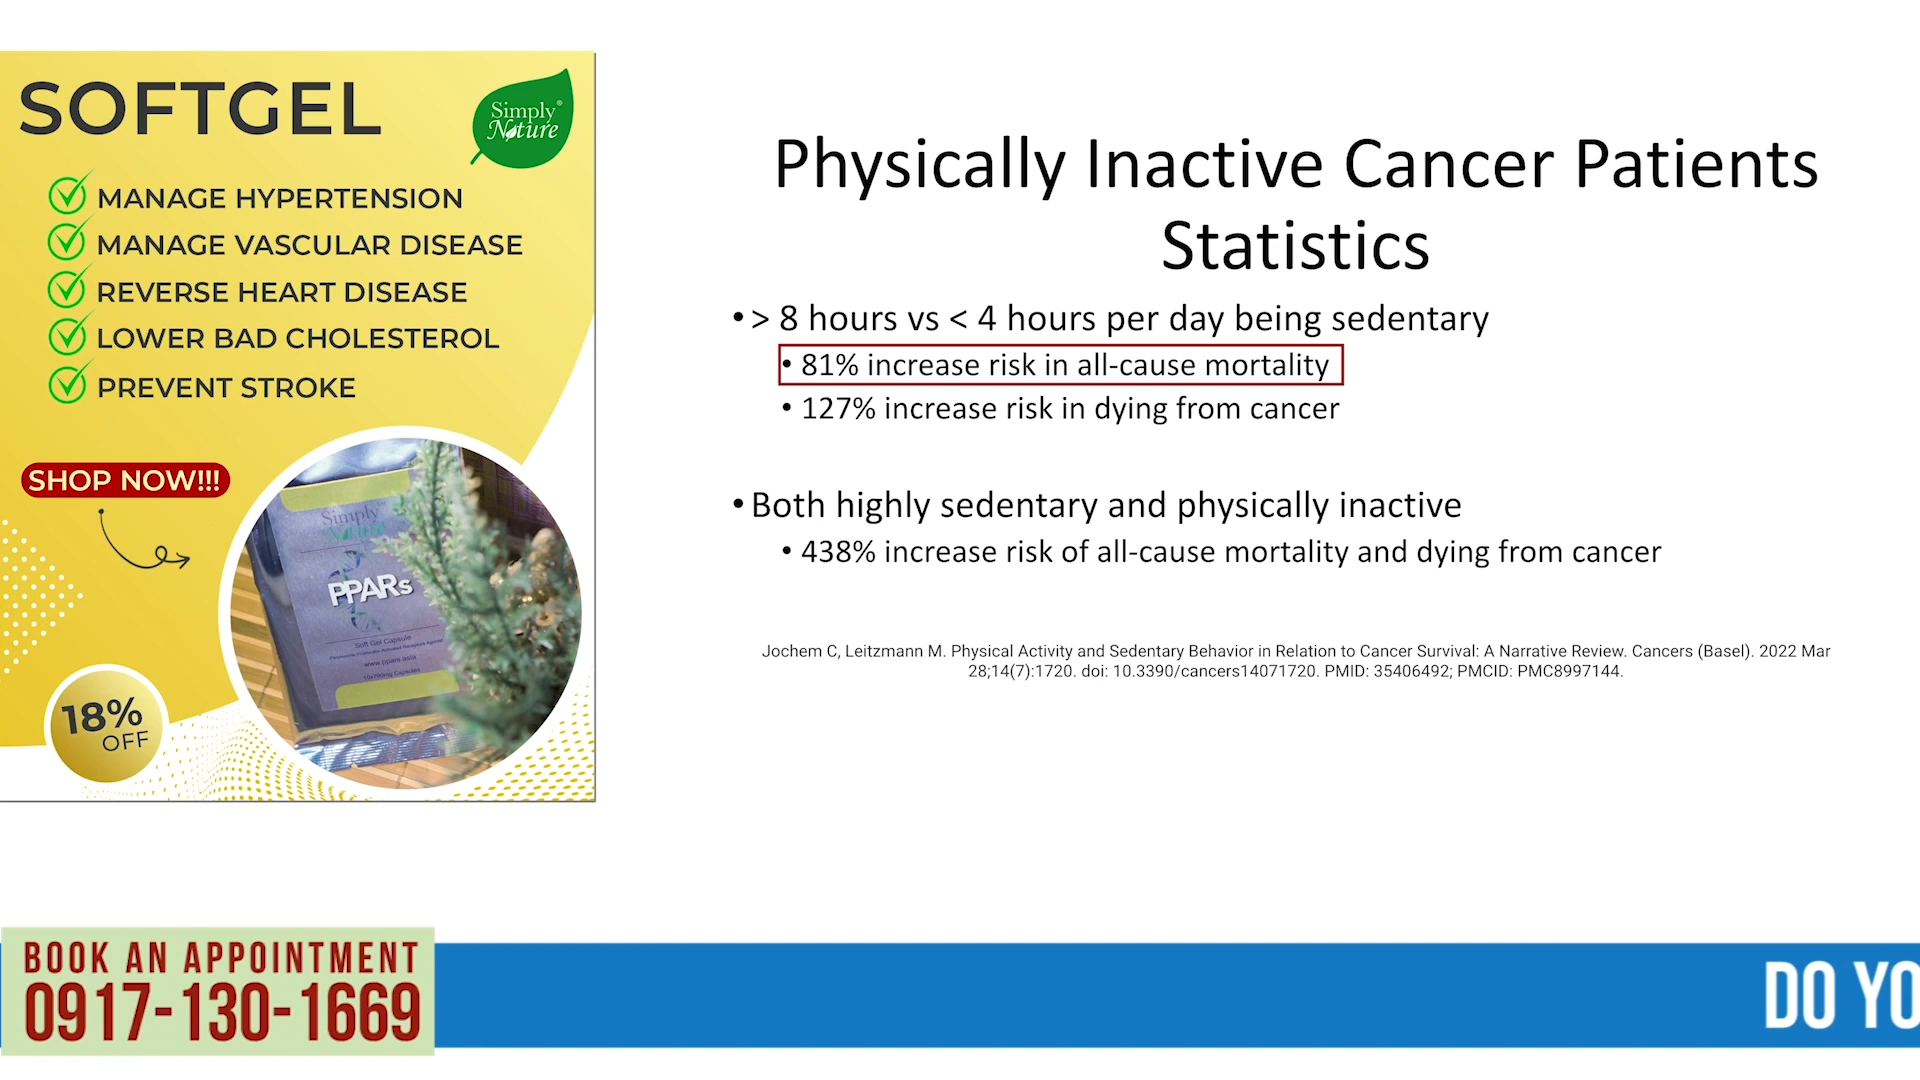 SOFTGEL
Simply®
Nature
MANAGE HYPERTENSION
MANAGE VASCULAR DISEASE
REVERSE HEART DISEASE
LOWER BAD CHOLESTEROL
PREVENT STROKE
SHOP NOW!!!
Simply
Nature
PPARs
Soft Gel Capsule
www.ppars.asia
18%
OFF
Physically Inactive Cancer Patients
Statistics
• > 8 hours vs < 4 hours per day being sedentary
• 81% increase risk in all-cause mortality
• 127% increase risk in dying from cancer
• Both highly sedentary and physically inactive
• 438% increase risk of all-cause mortality and dying from cancer
Jochem C, Leitzmann M. Physical Activity and Sedentary Behavior in Relation to Cancer Survival: A Narrative Review. Cancers (Basel). 2022 Mar
28;14(7):1720. doi: 10.3390/cancers14071720. PMID: 35406492; PMCID: PMC8997144.
BOOK AN APPOINTMENT
0917-130-1669
DO YO